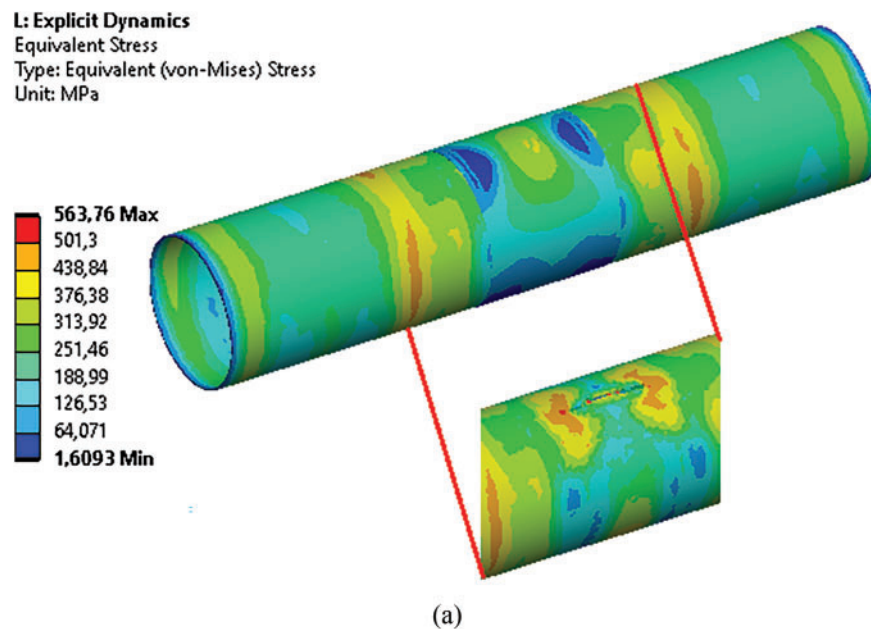 L: Explicit Dynamics
Equivalent Stress
Type: Equivalent (von-Mises) Stress
Unit: MPa
563,76 Max
501,3
438,84
376,38
313,92
251,46
188,99
126,53
64,071
1,6093 Min
(a)